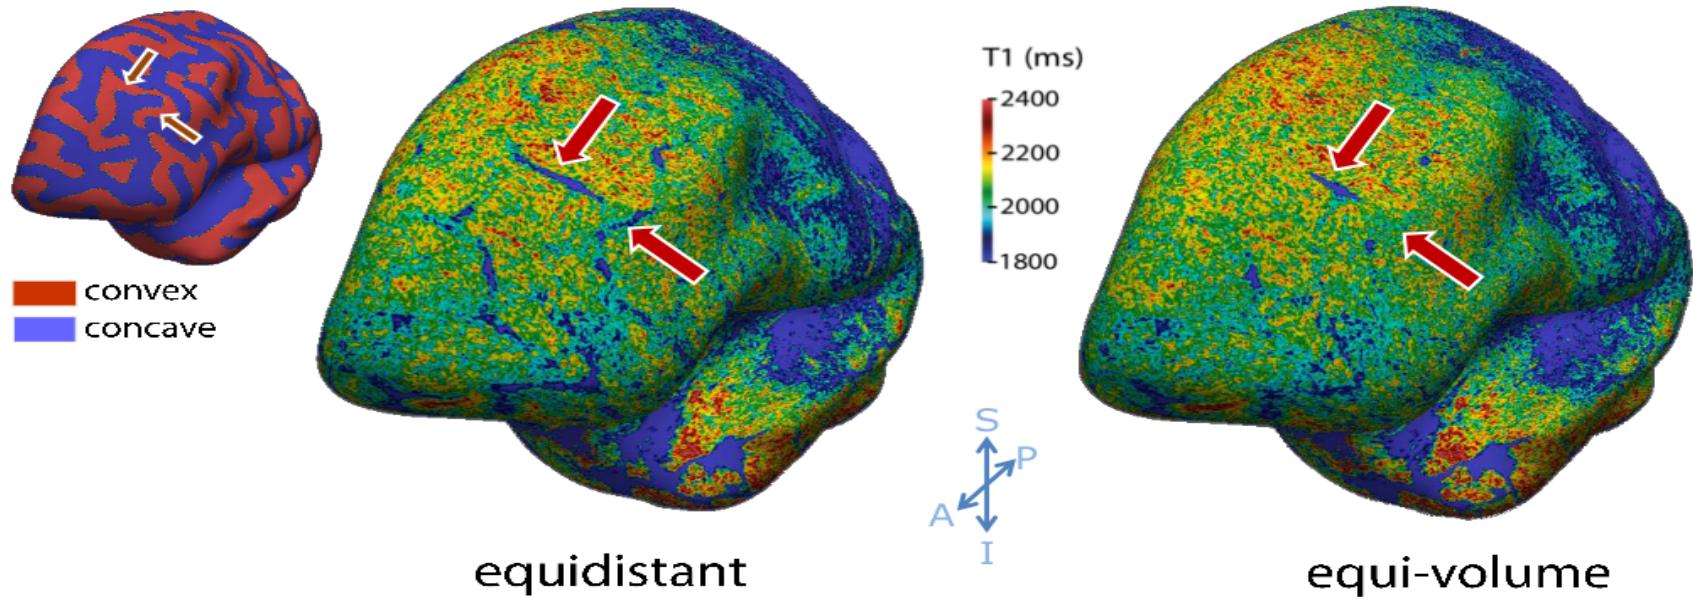 convex
concave
T1 (ms)
2400
2200
2000
1800
S
P
A
I
equidistant
equi-volume